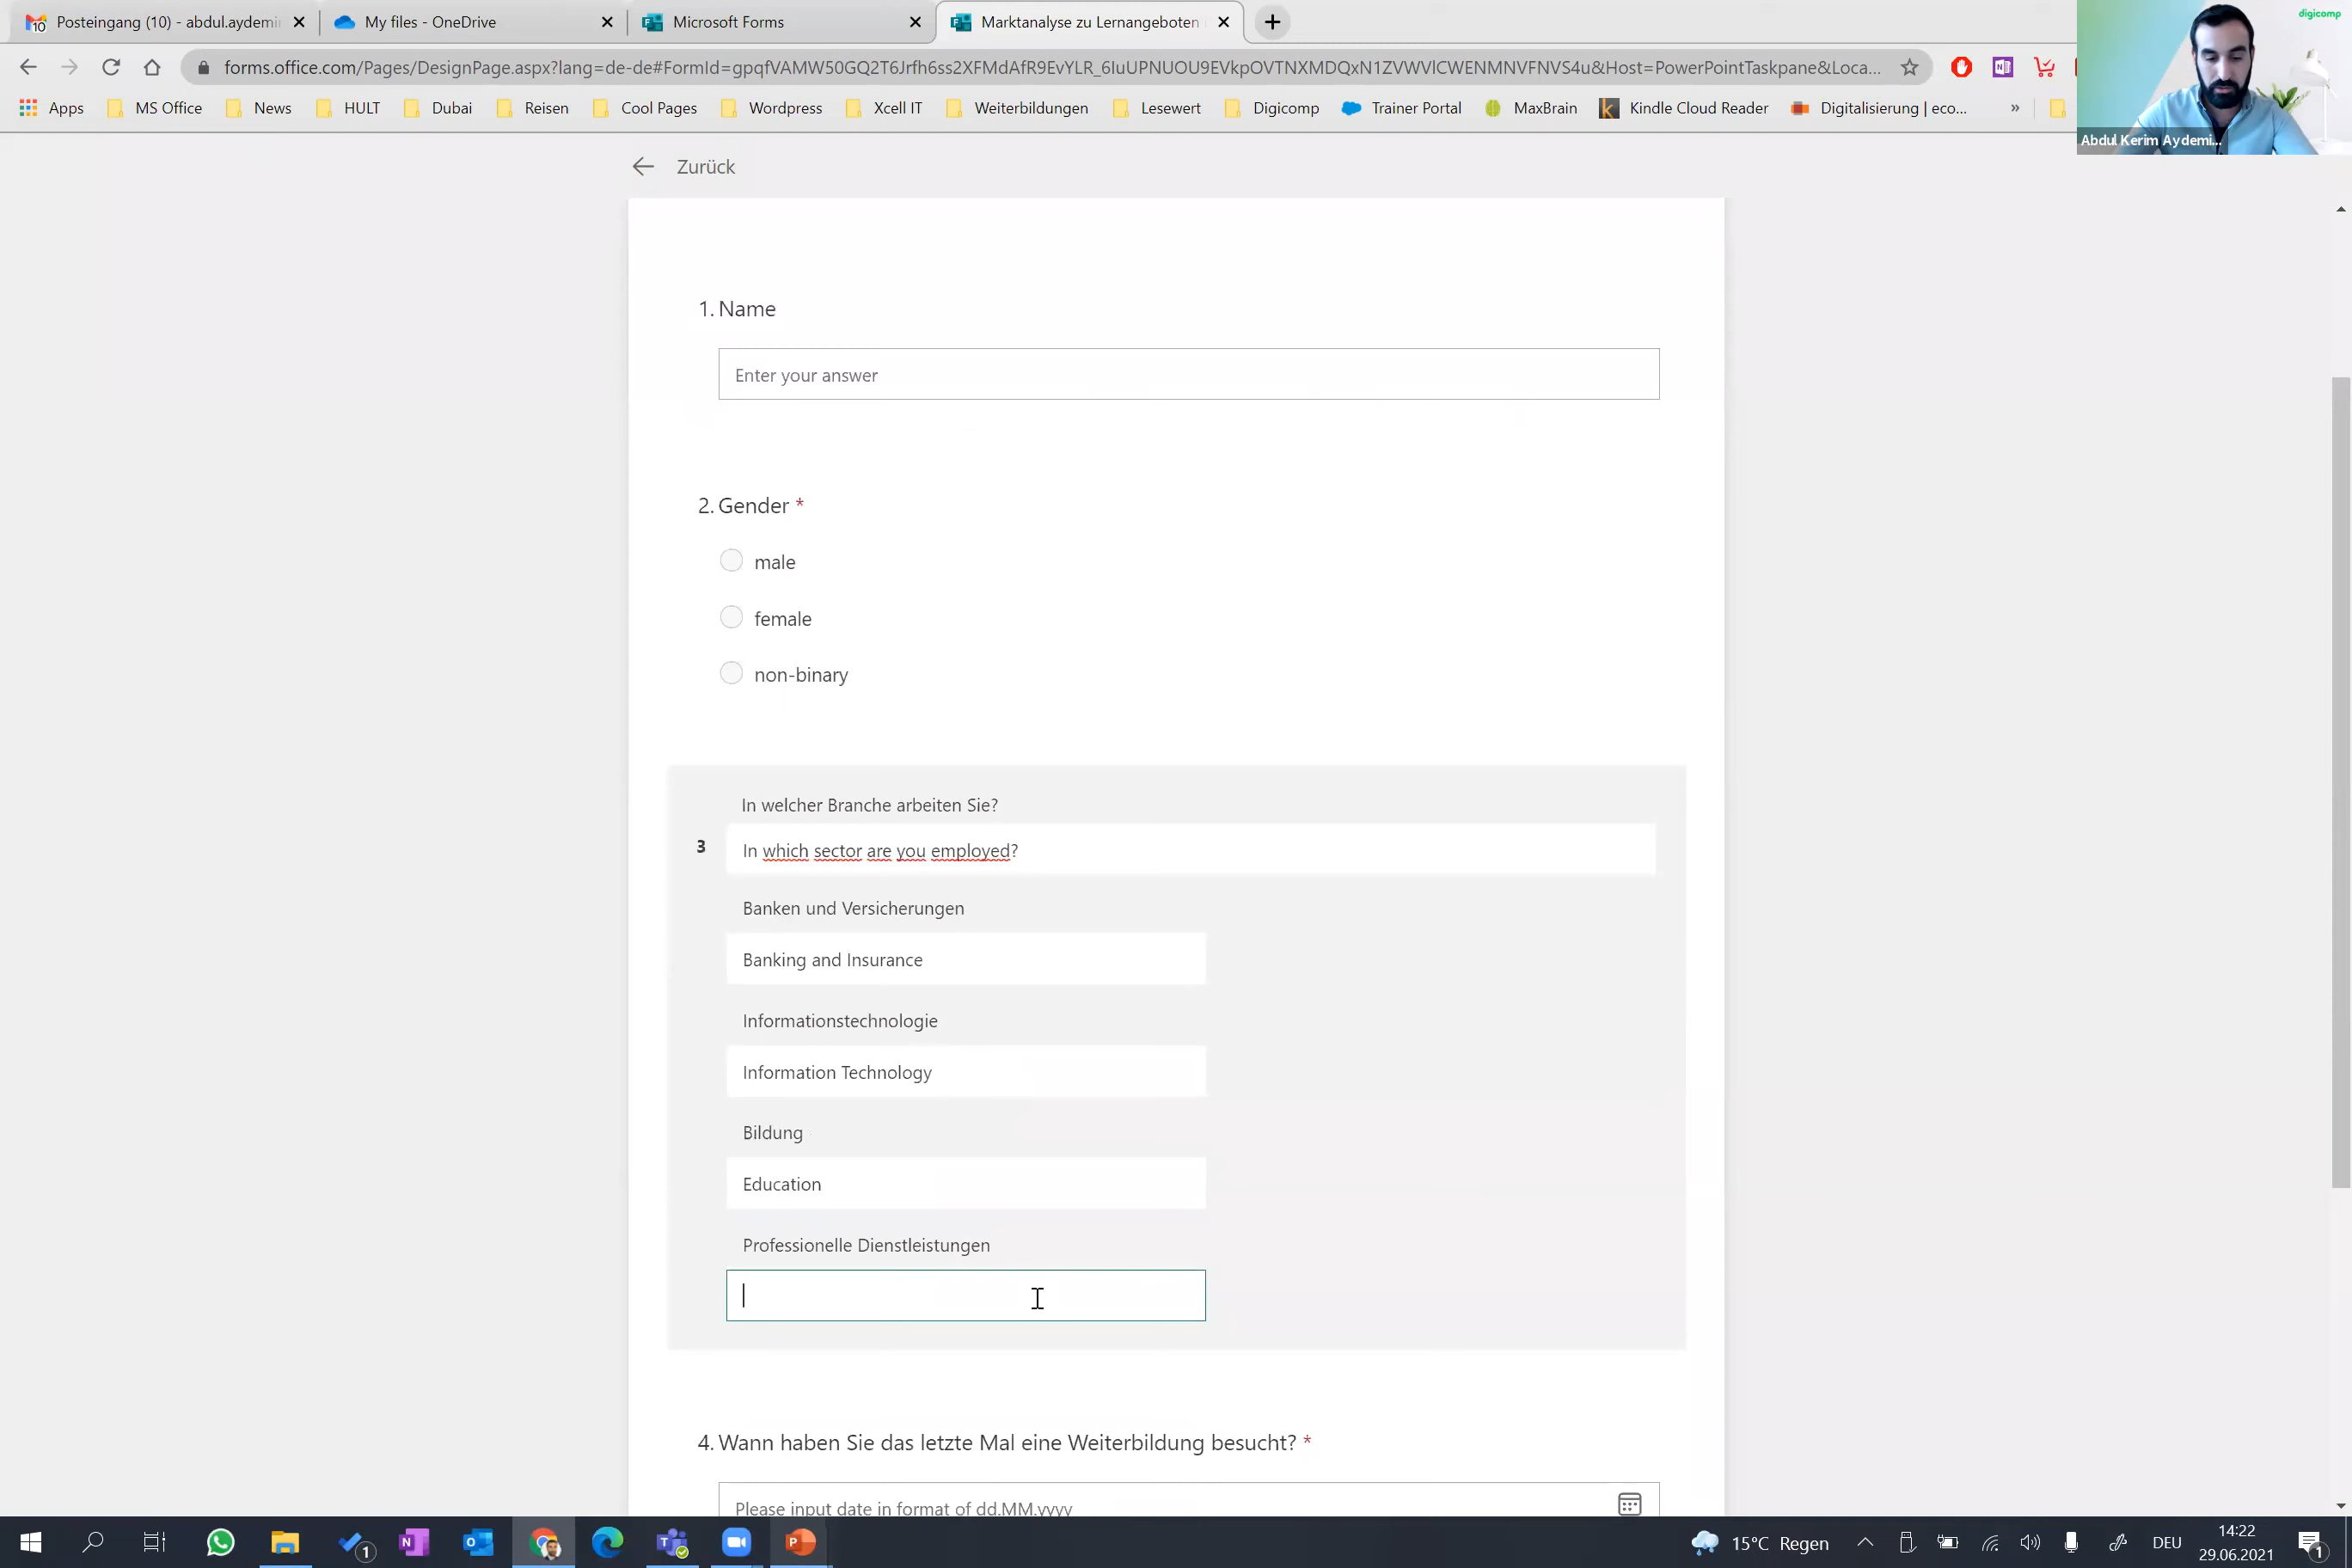 Posteingang (10) - abdul.aydemi
My files - OneDrive
Microsoft Forms
Marktanalyse zu Lernangeboten
digicomp
forms.office.com/Pages/DesignPage.aspx?lang=de-de#FormId=gpqfVAMW50GQ2T6Jrfh6ss2XFMdAfR9EvYLR_6luUPNUOU9EVkpOVTNXMDQxN1ZVWVlCWENMNVFNVS4u&Host=PowerPointTaskpane&Loca...
Apps
MS Office
News
HULT
Dubai
Reisen
Cool Pages
Wordpress
Xcell IT
Weiterbildungen
Lesewert
Digicomp
Trainer Portal
MaxBrain
Kindle Cloud Reader
Digitalisierung | eco...
»
Abdul Kerim Aydemi...
Zurück
1. Name
Enter your answer
2. Gender *
male
female
non-binary
In welcher Branche arbeiten Sie?
3
In which sector are you employed?
Banken und Versicherungen
Banking and Insurance
Informationstechnologie
Information Technology
Bildung
Education
Professionelle Dienstleistungen
4. Wann haben Sie das letzte Mal eine Weiterbildung besucht? *
Please input date in format of dd.MM.yyyy
1
15°C Regen
DEU
14:22
29.06.2021
1